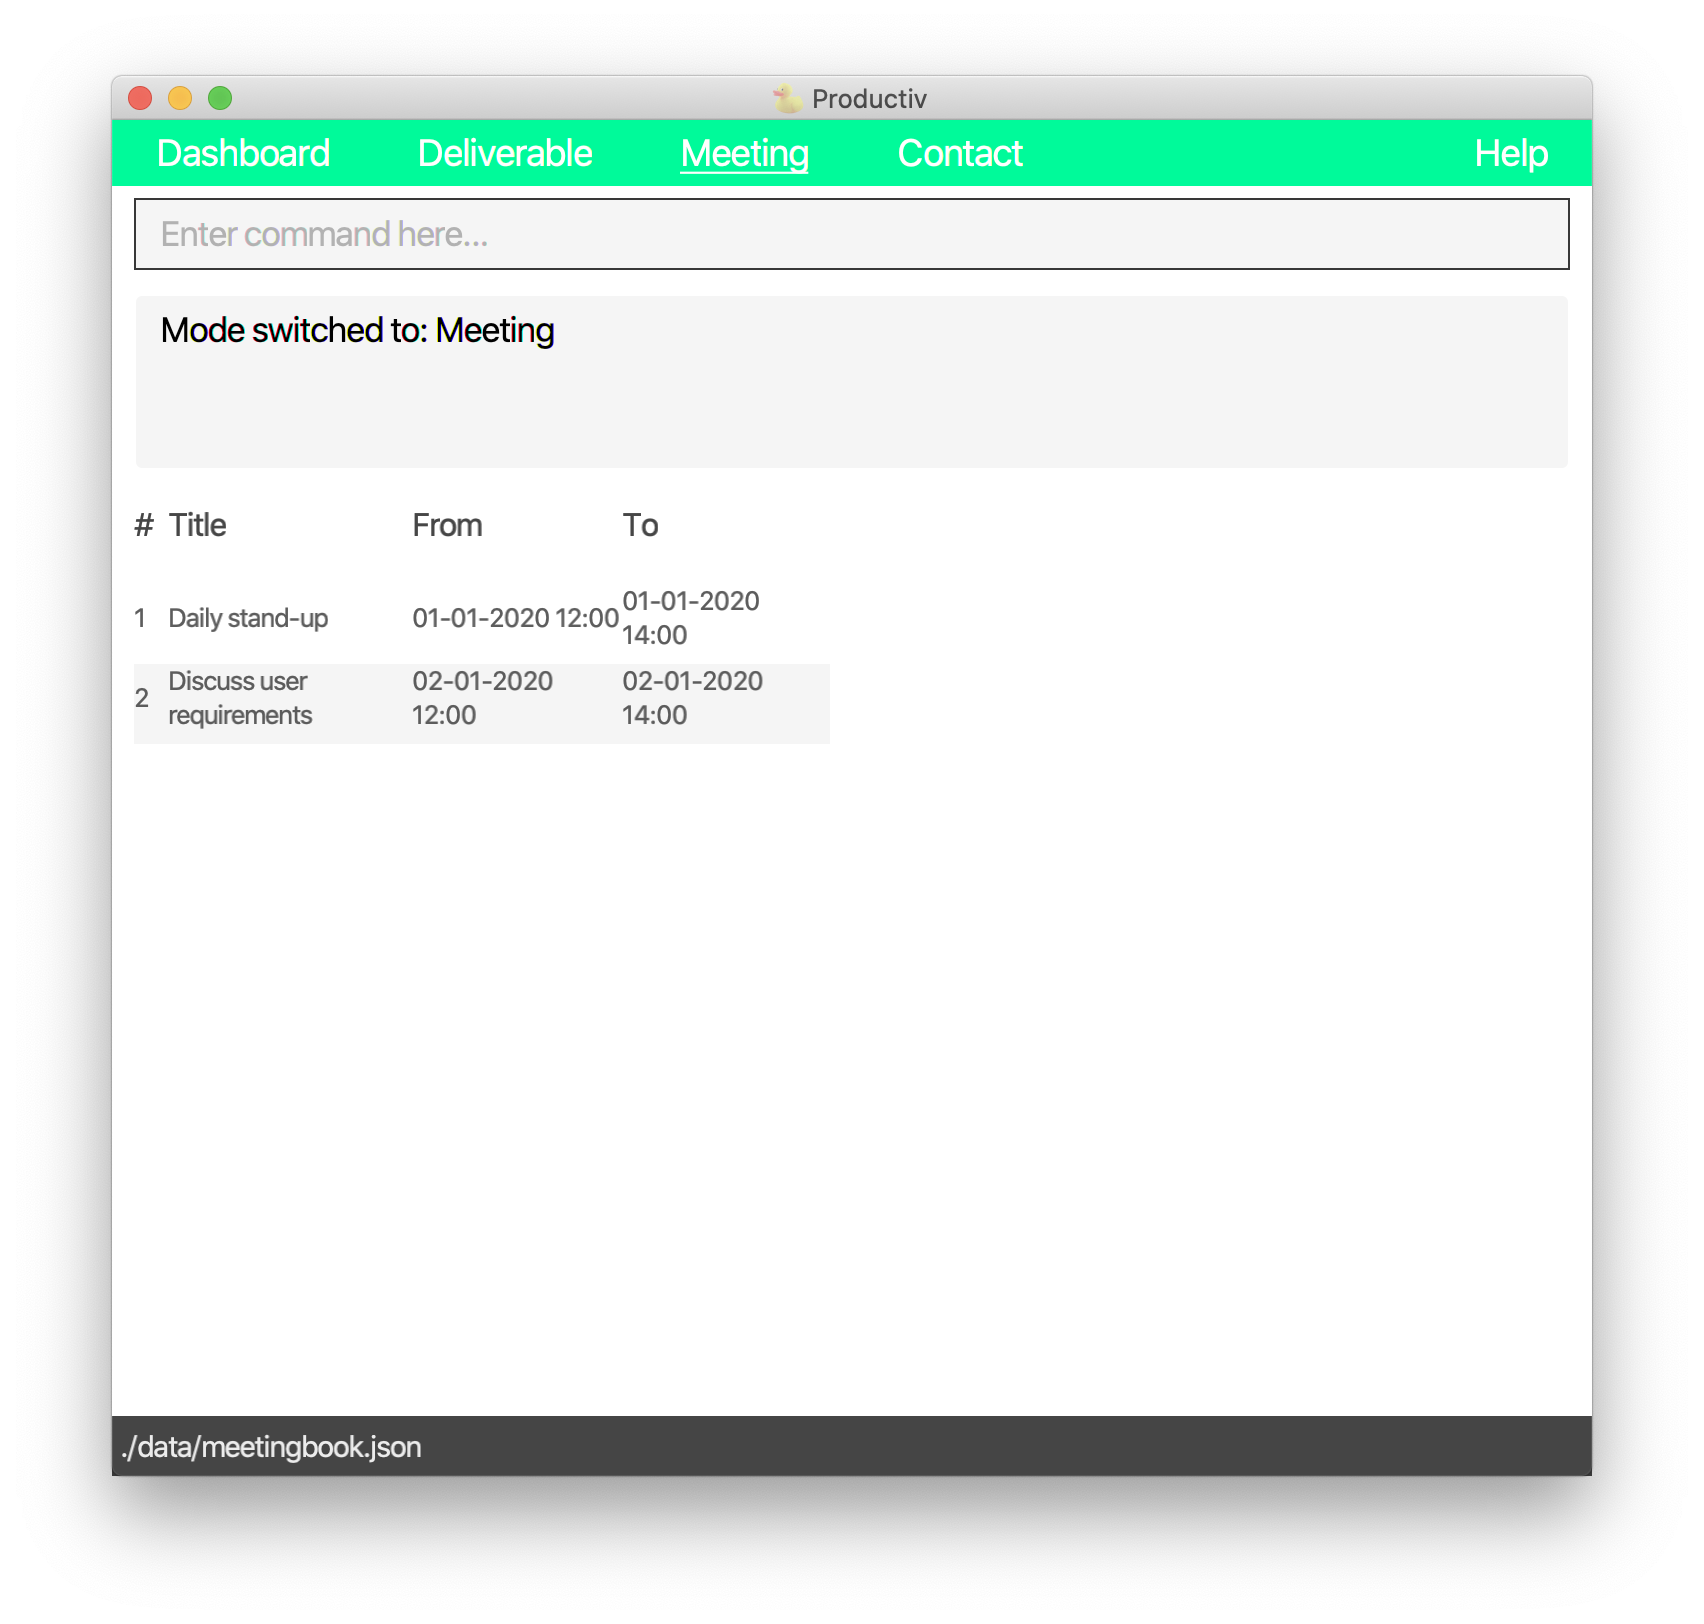 Productiv
Dashboard Deliverable Meeting Contact Help
Enter command here...
Mode switched to: Meeting
# Title From To
1 Daily stand-up 01-01-2020 12:00 01-01-2020
14:00
2 Discuss user 02-01-2020 02-01-2020
requirements 12:00 14:00
./data/meetingbook.json